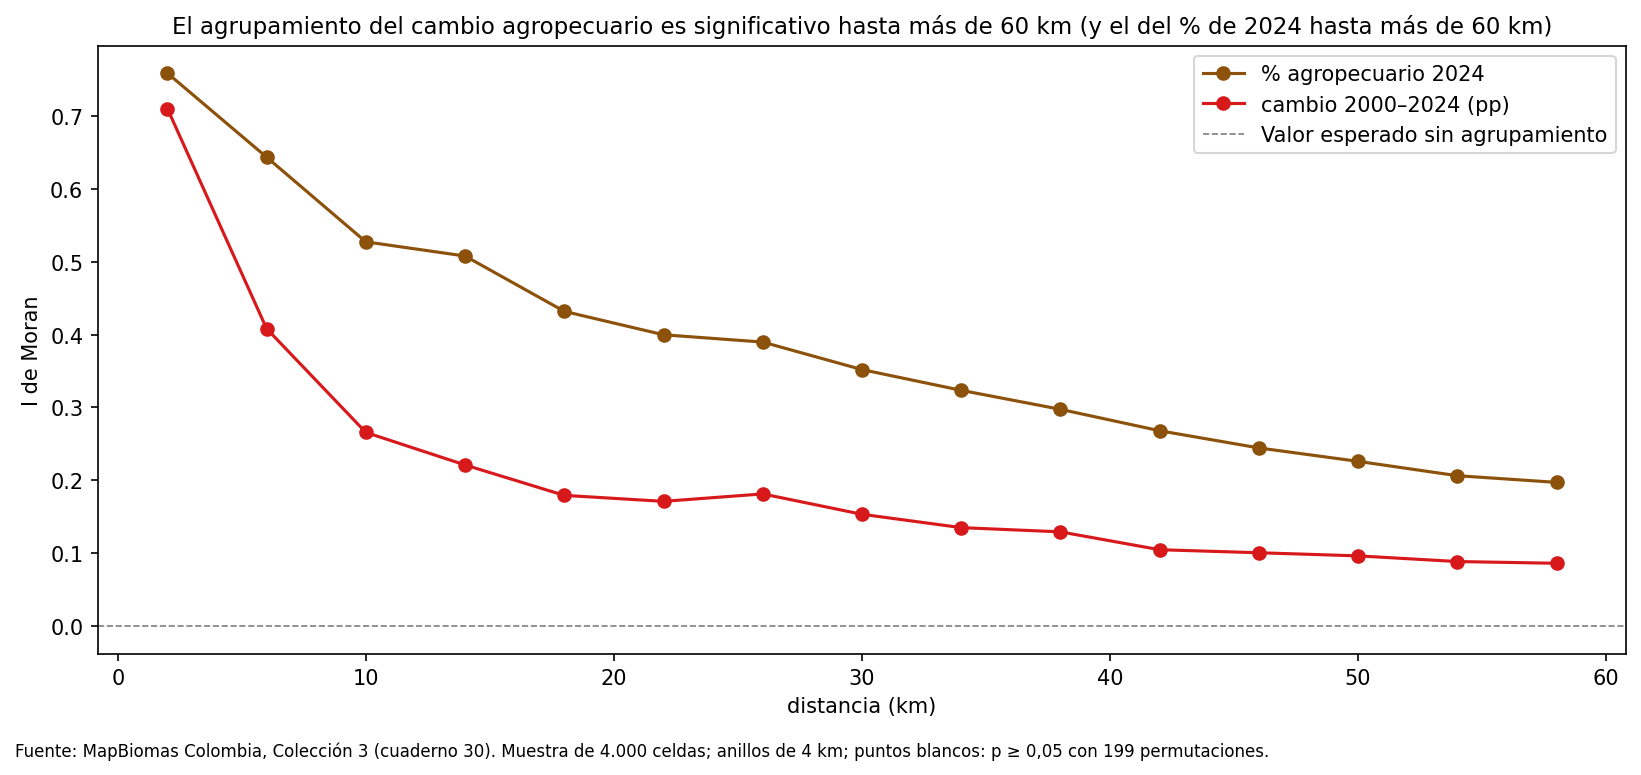 El agrupamiento del cambio agropecuario es significativo hasta más de 60 km (y el del % de 2024 hasta más de 60 km)
% agropecuario 2024
cambio 2000–2024 (pp)
Valor esperado sin agrupamiento
I de Moran
0.7
0.6
0.5
0.4
0.3
0.2
0.1
0.0
0 10 20 30 40 50 60
distancia (km)
Fuente: MapBiomas Colombia, Colección 3 (cuaderno 30). Muestra de 4.000 celdas; anillos de 4 km; puntos blancos: p ≥ 0,05 con 199 permutaciones.